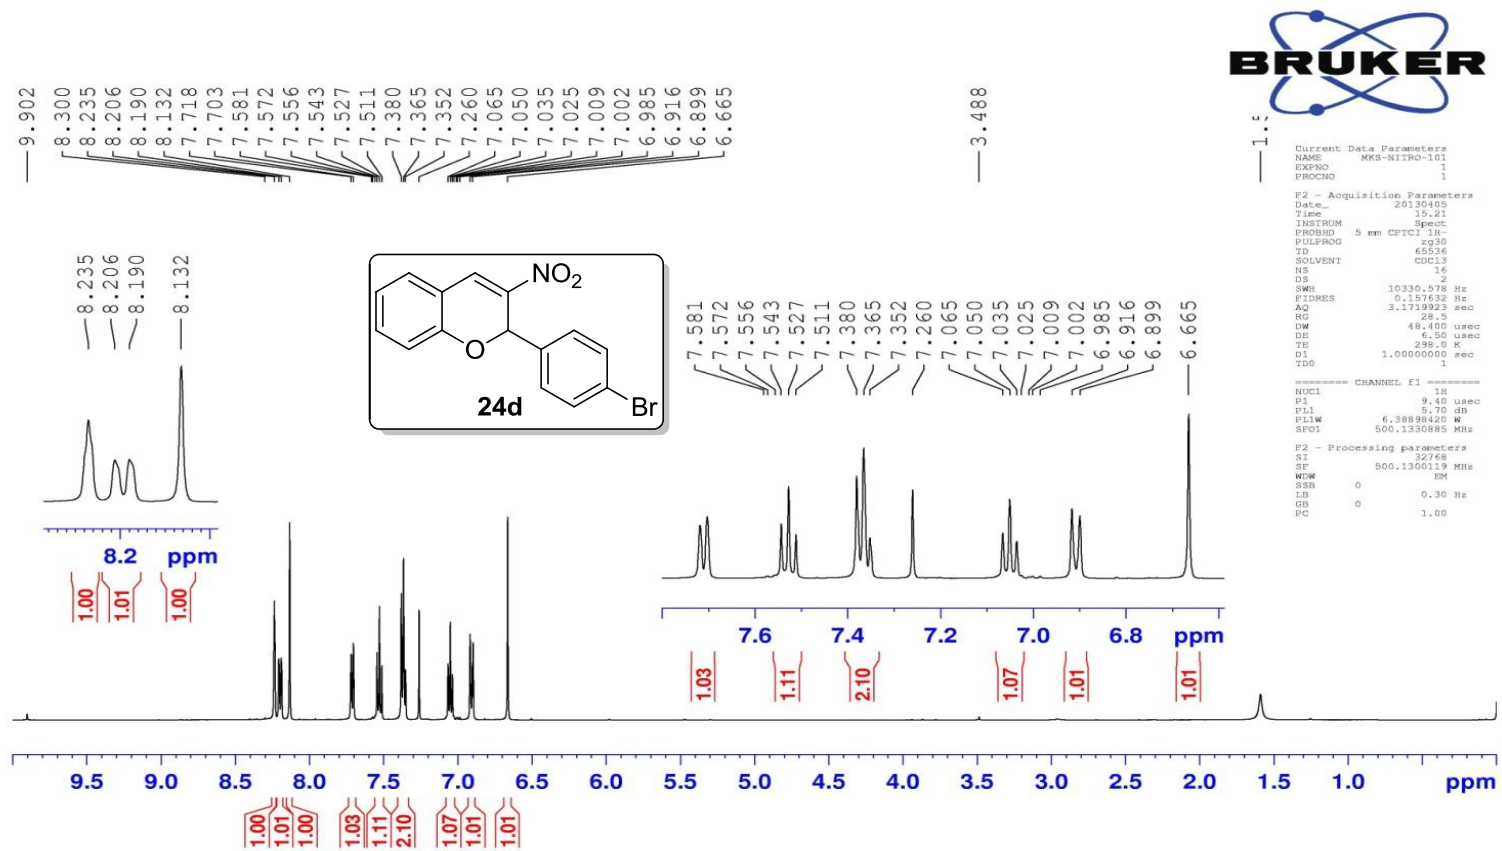 BRUKER
9.902
8.300
8.235
8.206
8.190
8.132
7.718
7.703
7.581
7.572
7.556
7.543
7.527
7.511
7.380
7.365
7.352
7.260
7.065
7.050
7.035
7.025
7.009
7.002
6.985
6.916
6.899
6.665
3.488
Current Data Parameters
NAME MKS-NITRO-101
EXPNO 1
PROCNO 1
F2 - Acquisition Parameters
Date_ 20130405
Time 15.21
INSTRUM Spect
PROBHD 5 mm CPTCI 1H-
PULPROG zg30
TD 65536
SOLVENT CDCl3
NS 16
DS 2
SWH 10330.578 Hz
FIDRES 0.157632 Hz
AQ 3.1719923 sec
RG 28.5
DW 48.400 usec
DE 6.50 usec
TE 298.0 K
D1 1.00000000 sec
TD0 1
======== CHANNEL f1 ========
NUC1 1H
P1 9.40 usec
PL1 5.70 dB
PL1W 6.38898420 W
SFO1 500.1330885 MHz
F2 - Processing parameters
SI 32768
SF 500.1300119 MHz
WDW EM
SSB 0
LB 0.30 Hz
GB 0
PC 1.00
8.235
8.206
8.190
8.132
NO2
O
Br
24d
7.581
7.572
7.556
7.543
7.527
7.511
7.380
7.365
7.352
7.260
7.065
7.050
7.035
7.025
7.009
7.002
6.985
6.916
6.899
6.665
8.2 ppm
1.00 1.01 1.00
7.6 7.4 7.2 7.0 6.8 ppm
1.03 1.11 2.10 1.07 1.01 1.01
9.5 9.0 8.5 8.0 7.5 7.0 6.5 6.0 5.5 5.0 4.5 4.0 3.5 3.0 2.5 2.0 1.5 1.0 ppm
1.00 1.01 1.00 1.03 1.11 2.10 1.07 1.01 1.01